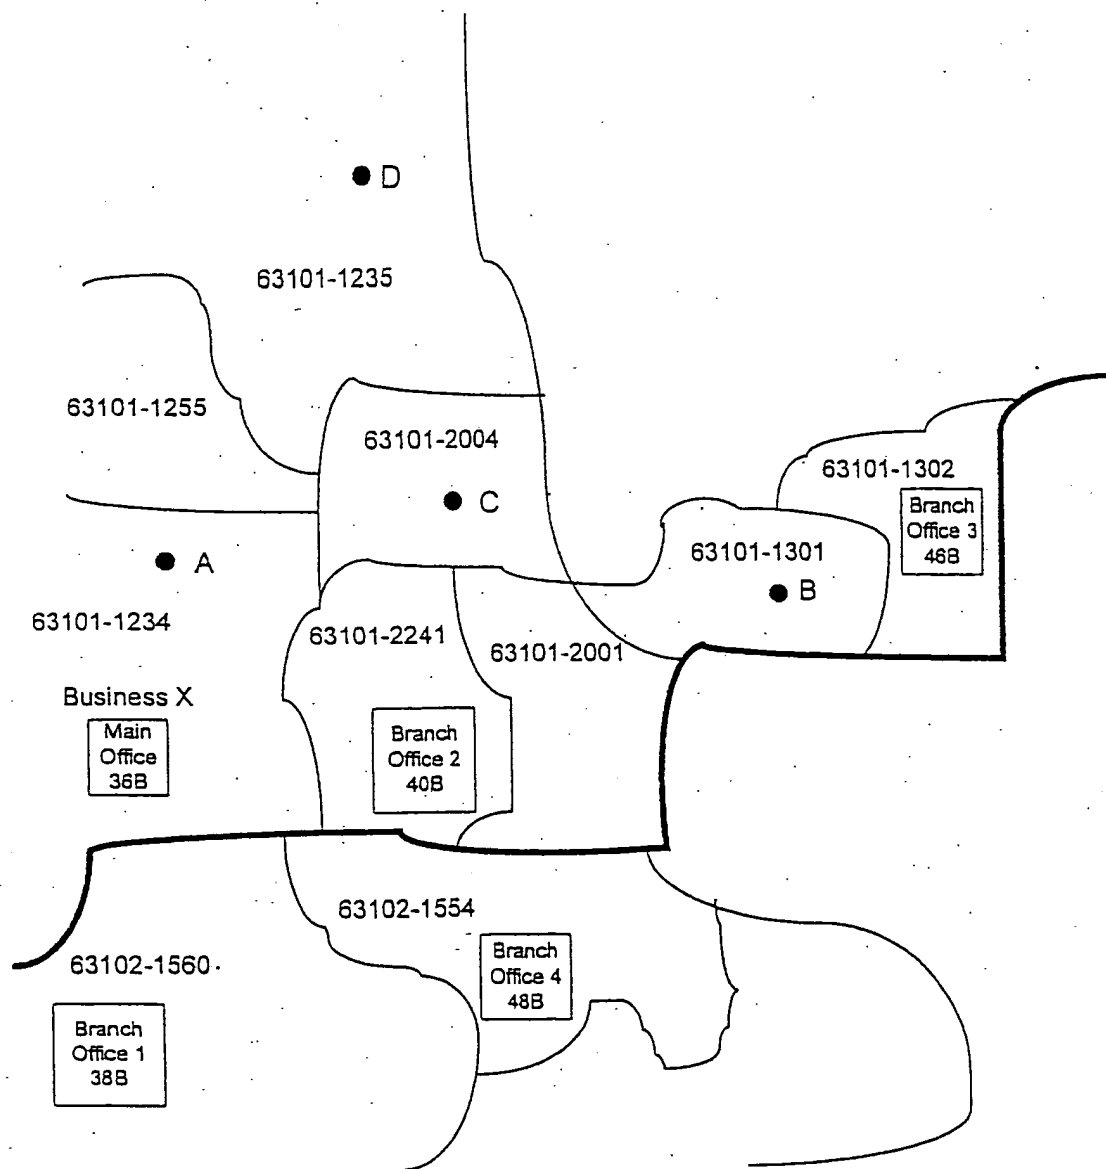 D
63101-1235
63101-1255
63101-2004
63101-1302
C
Branch
Office 3
46B
63101-1301
A
B
63101-1234
63101-2241
63101-2001
Business X
Main
Office
36B
Branch
Office 2
40B
63102-1554
63102-1560
Branch
Office 4
48B
Branch
Office 1
38B